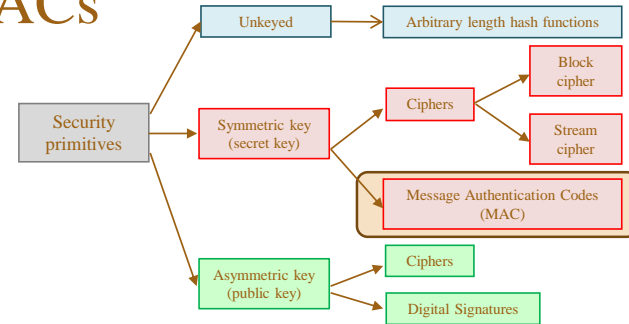 ACs
Unkeyed
Arbitrary length hash functions
Block
cipher
Ciphers
Security
primitives
Symmetric key
(secret key)
Stream
cipher
Message Authentication Codes
(MAC)
Ciphers
Asymmetric key
(public key)
Digital Signatures